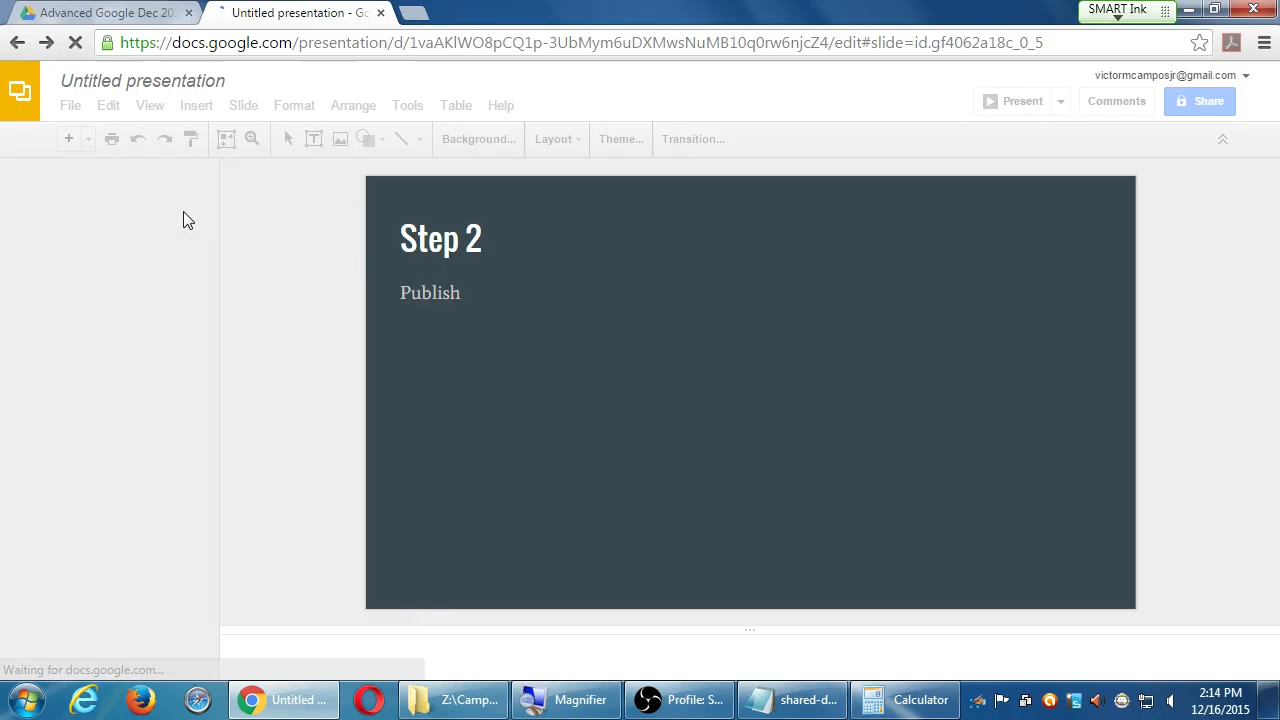 Advanced Google Dec 20
Untitled presentation - Go
SMART Ink
https://docs.google.com/presentation/d/1vaAKlWO8pCQ1p-3UbMym6uDXMwsNuMB10q0rw6njcZ4/edit#slide=id.gf4062a18c_0_5
Untitled presentation
victormcamposjr@gmail.com
File Edit View Insert Slide Format Arrange Tools Table Help
Present Comments Share
Background... Layout Theme... Transition...
Step 2
Publish
Waiting for docs.google.com...
Untitled ... Z:\Camp... Magnifier Profile: S... shared-d... Calculator
2:14 PM
12/16/2015